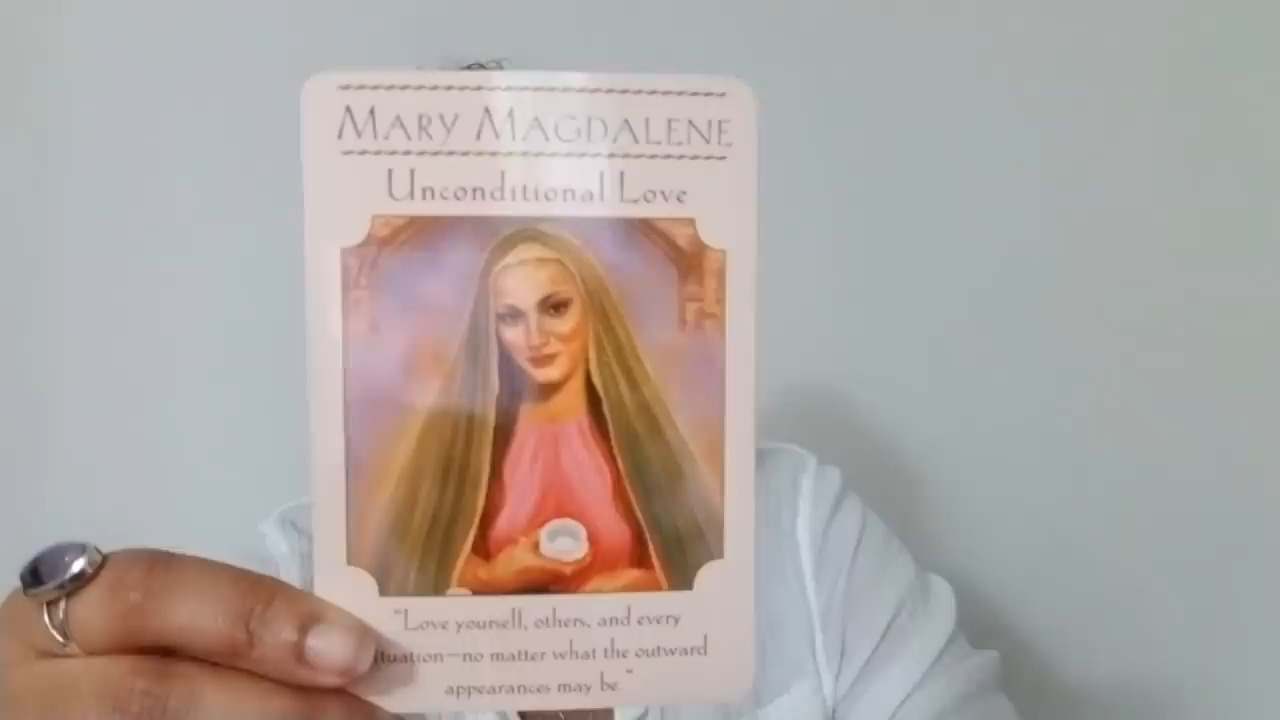 MARY MAGDALENE
Unconditional Love
"Love yourself, others, and every
situation—no matter what the outward
appearances may be."